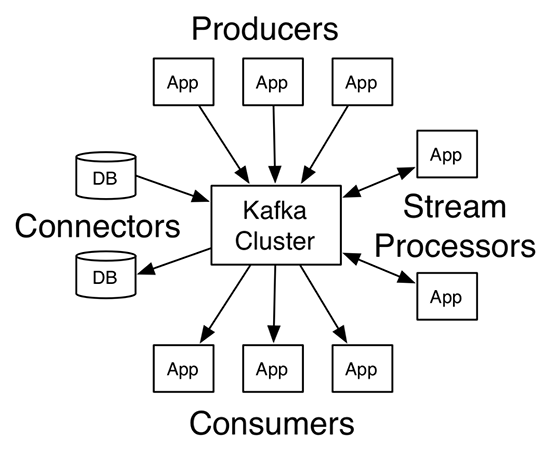 Producers
App
App
App
DB
App
Kafka
Cluster
Connectors
Stream
Processors
DB
App
App
App
App
Consumers